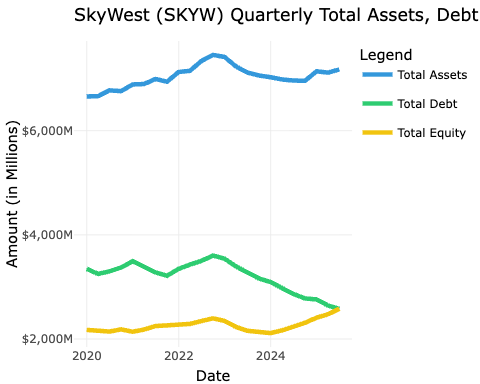 SkyWest (SKYW) Quarterly Total Assets, Debt
Legend
Total Assets
Total Debt
Total Equity
Amount (in Millions)
$6,000M
$4,000M
$2,000M
2020 2022 2024
Date